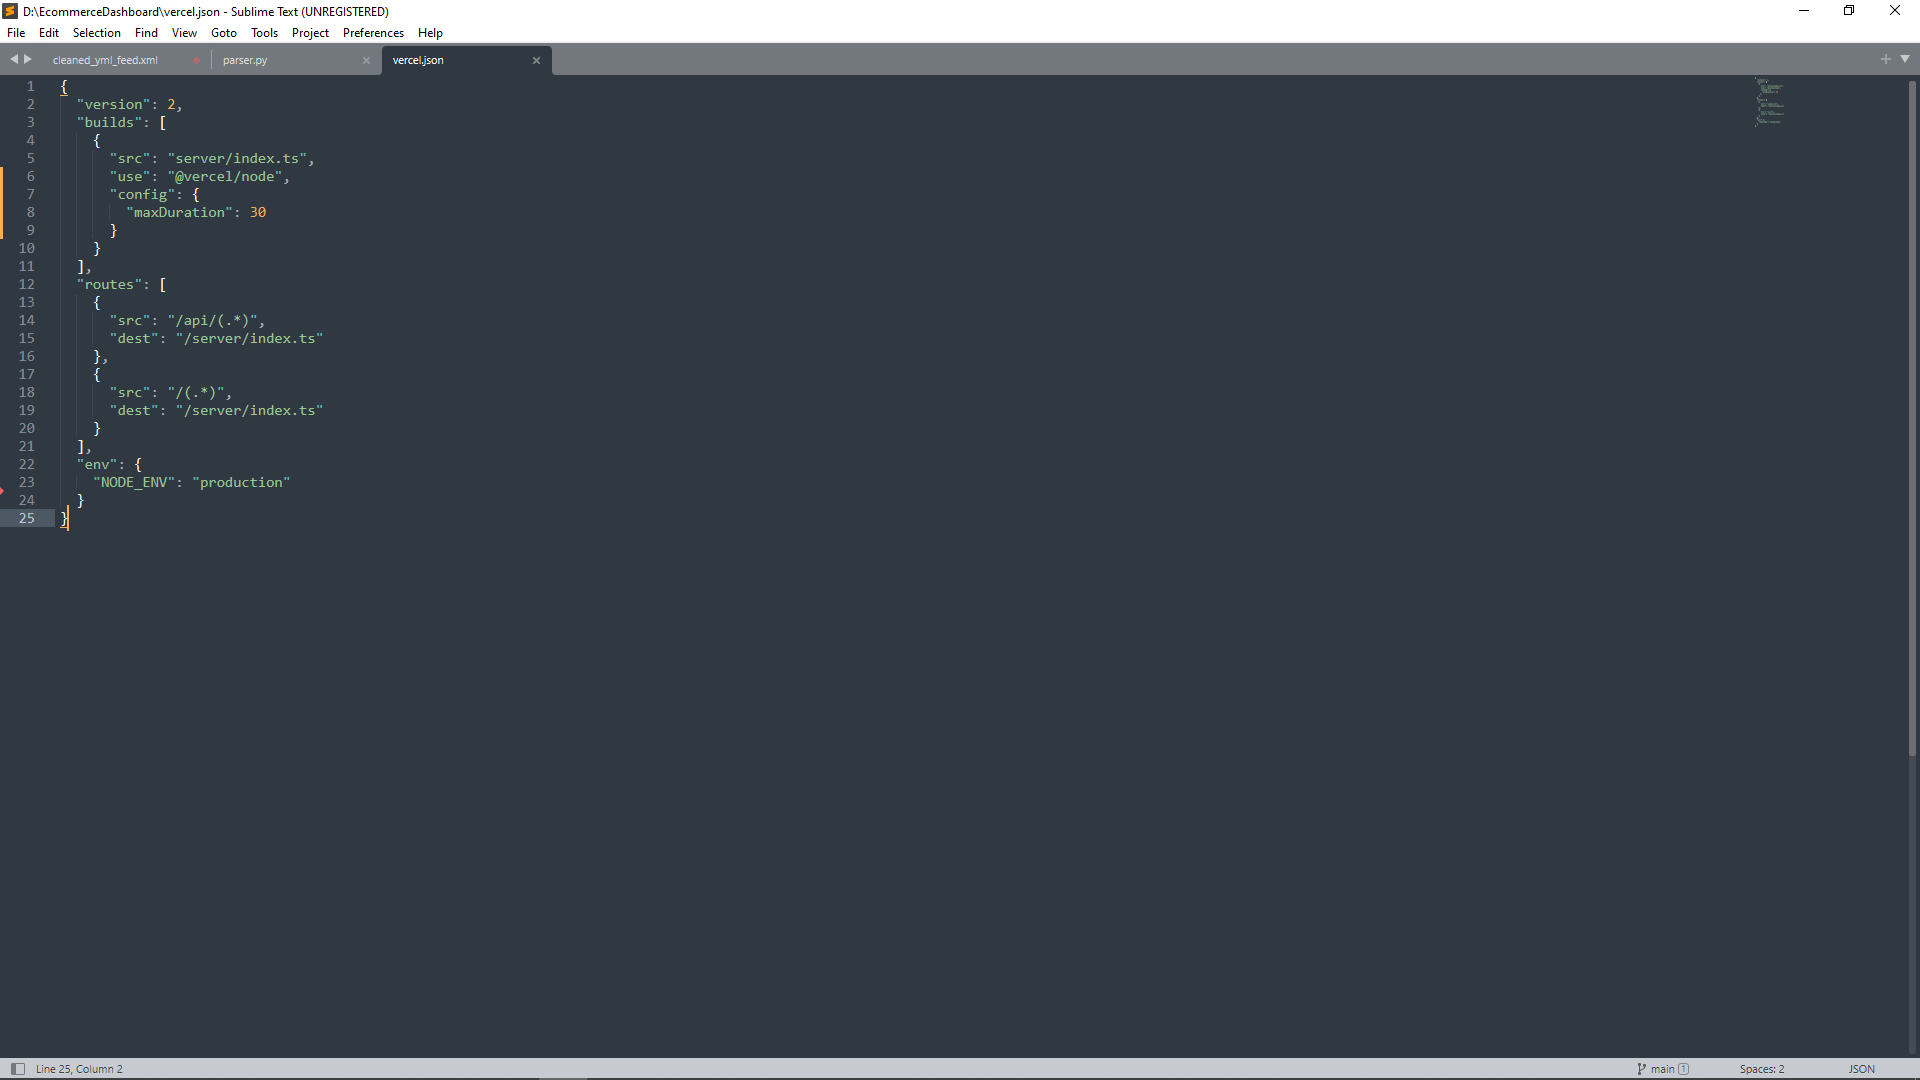 D:\EcommerceDashboard\vercel.json - Sublime Text (UNREGISTERED)
File Edit Selection Find View Goto Tools Project Preferences Help
cleaned_yml_feed.xml parser.py vercel.json
1 {
2   "version": 2,
3   "builds": [
4     {
5       "src": "server/index.ts",
6       "use": "@vercel/node",
7       "config": {
8         "maxDuration": 30
9       }
10     }
11   ],
12   "routes": [
13     {
14       "src": "/api/(.*)",
15       "dest": "/server/index.ts"
16     },
17     {
18       "src": "/(.*)",
19       "dest": "/server/index.ts"
20     }
21   ],
22   "env": {
23     "NODE_ENV": "production"
24   }
25 }
Line 25, Column 2 main 1 Spaces: 2 JSON